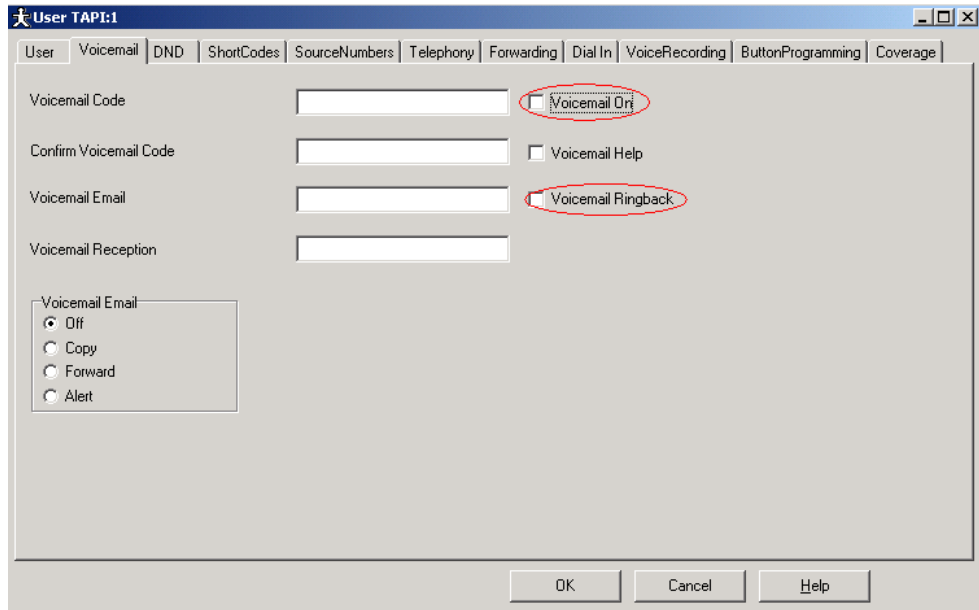 User TAPI:1
User Voicemail DND ShortCodes SourceNumbers Telephony Forwarding Dial In VoiceRecording ButtonProgramming Coverage
Voicemail Code Voicemail On
Confirm Voicemail Code Voicemail Help
Voicemail Email Voicemail Ringback
Voicemail Reception
Voicemail Email
Off
Copy
Forward
Alert
OK Cancel Help